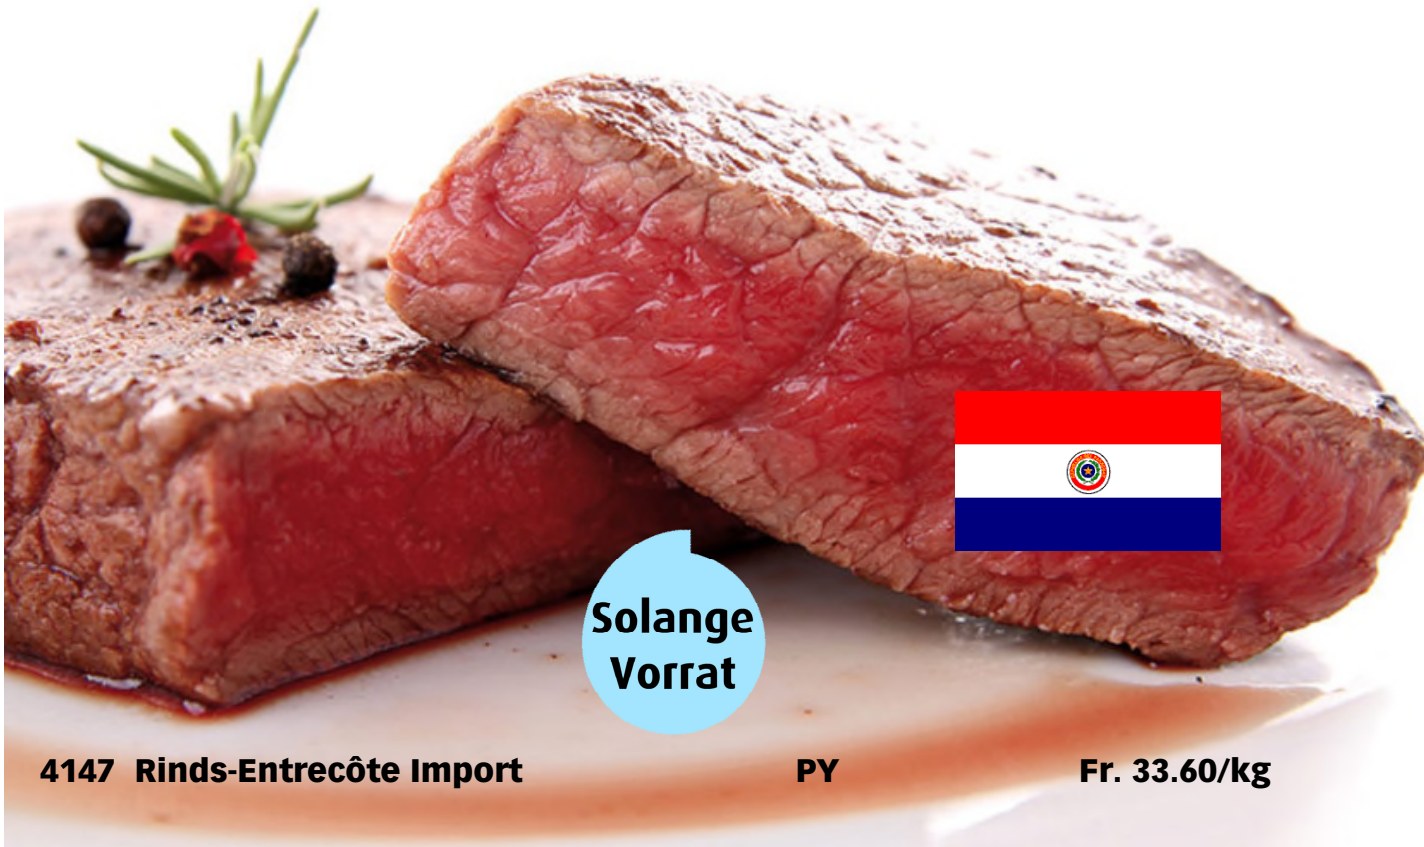 Solange
Vorrat
4147 Rinds-Entrecôte Import PY Fr. 33.60/kg